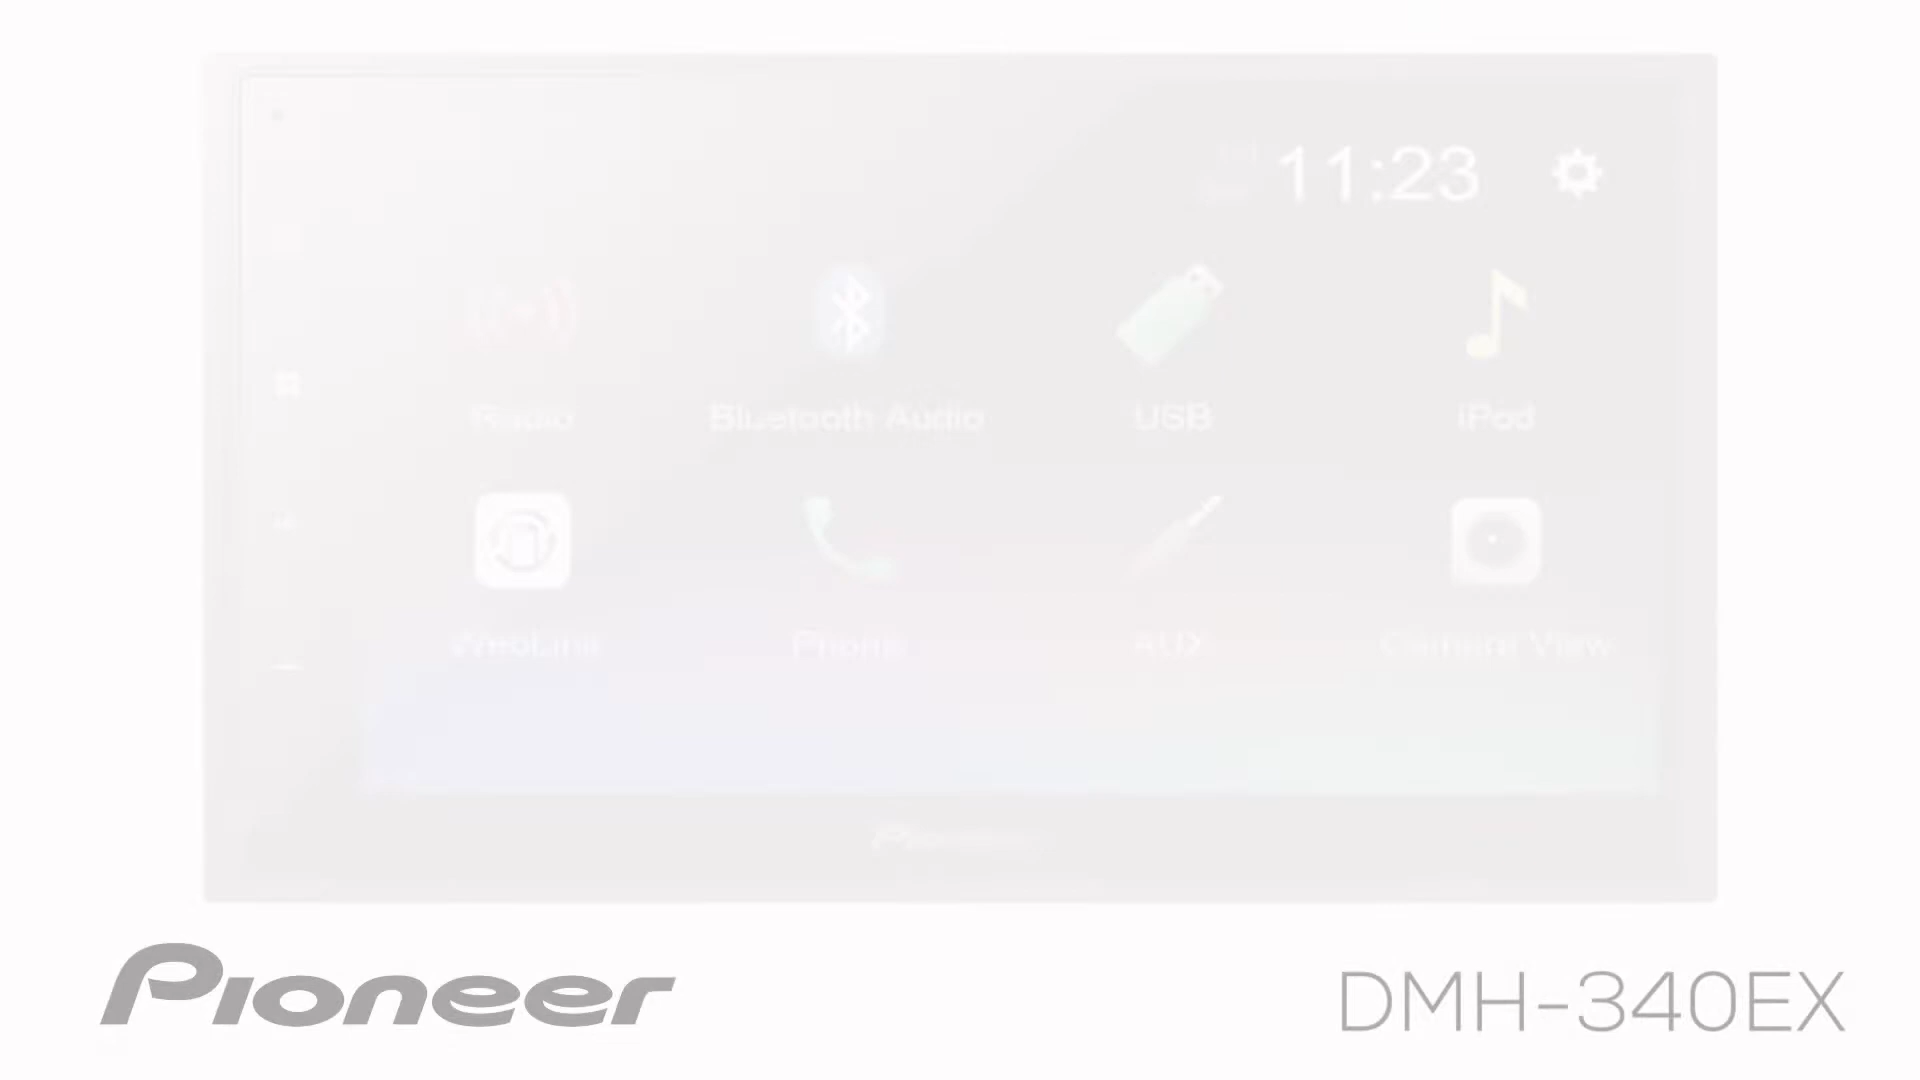 11:23
Radio
Bluetooth Audio
USB
iPod
WebLink
Phone
AUX
Camera View
Pioneer
Pioneer
DMH-340EX